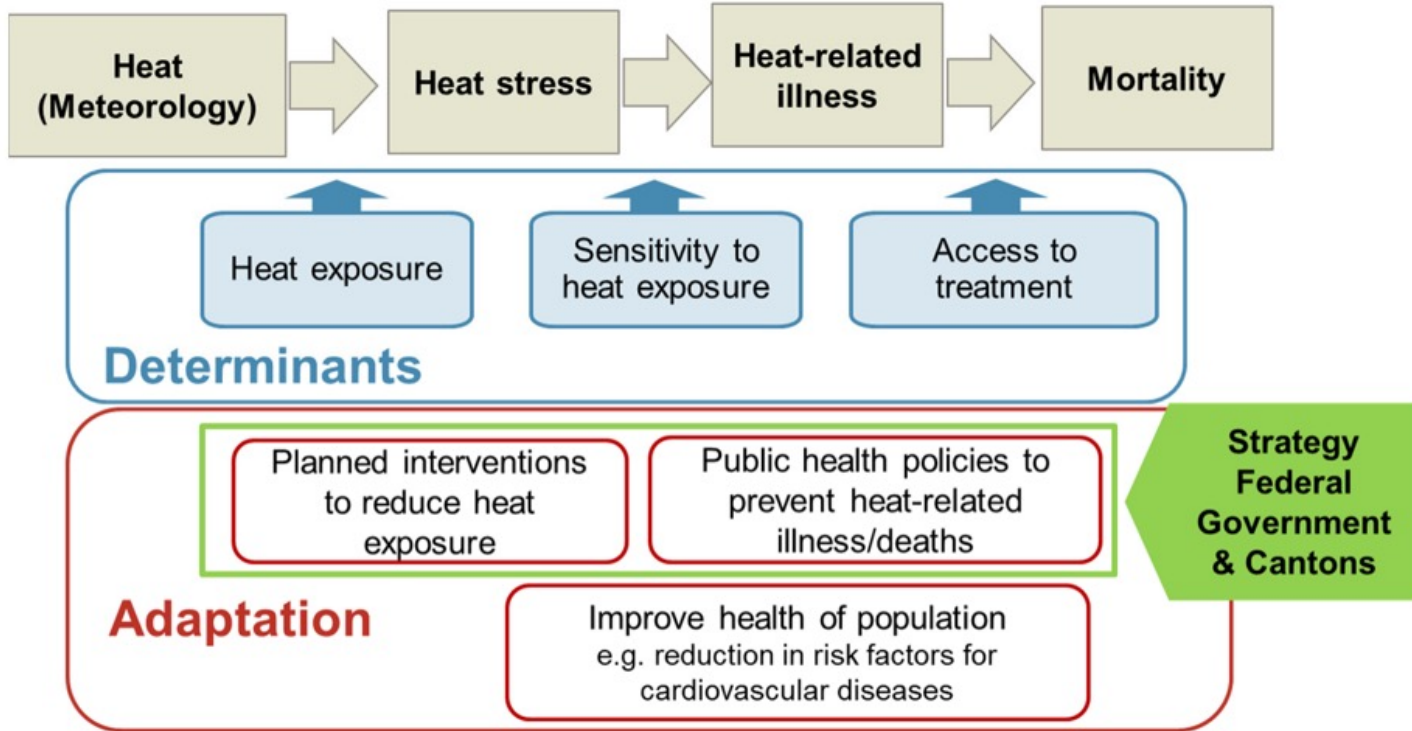 Heat
(Meteorology)
Heat stress
Heat-related
illness
Mortality
Heat exposure
Sensitivity to
heat exposure
Access to
treatment
Determinants
Planned interventions
to reduce heat
exposure
Public health policies to
prevent heat-related
illness/deaths
Strategy
Federal
Government
& Cantons
Adaptation
Improve health of population
e.g. reduction in risk factors for
cardiovascular diseases